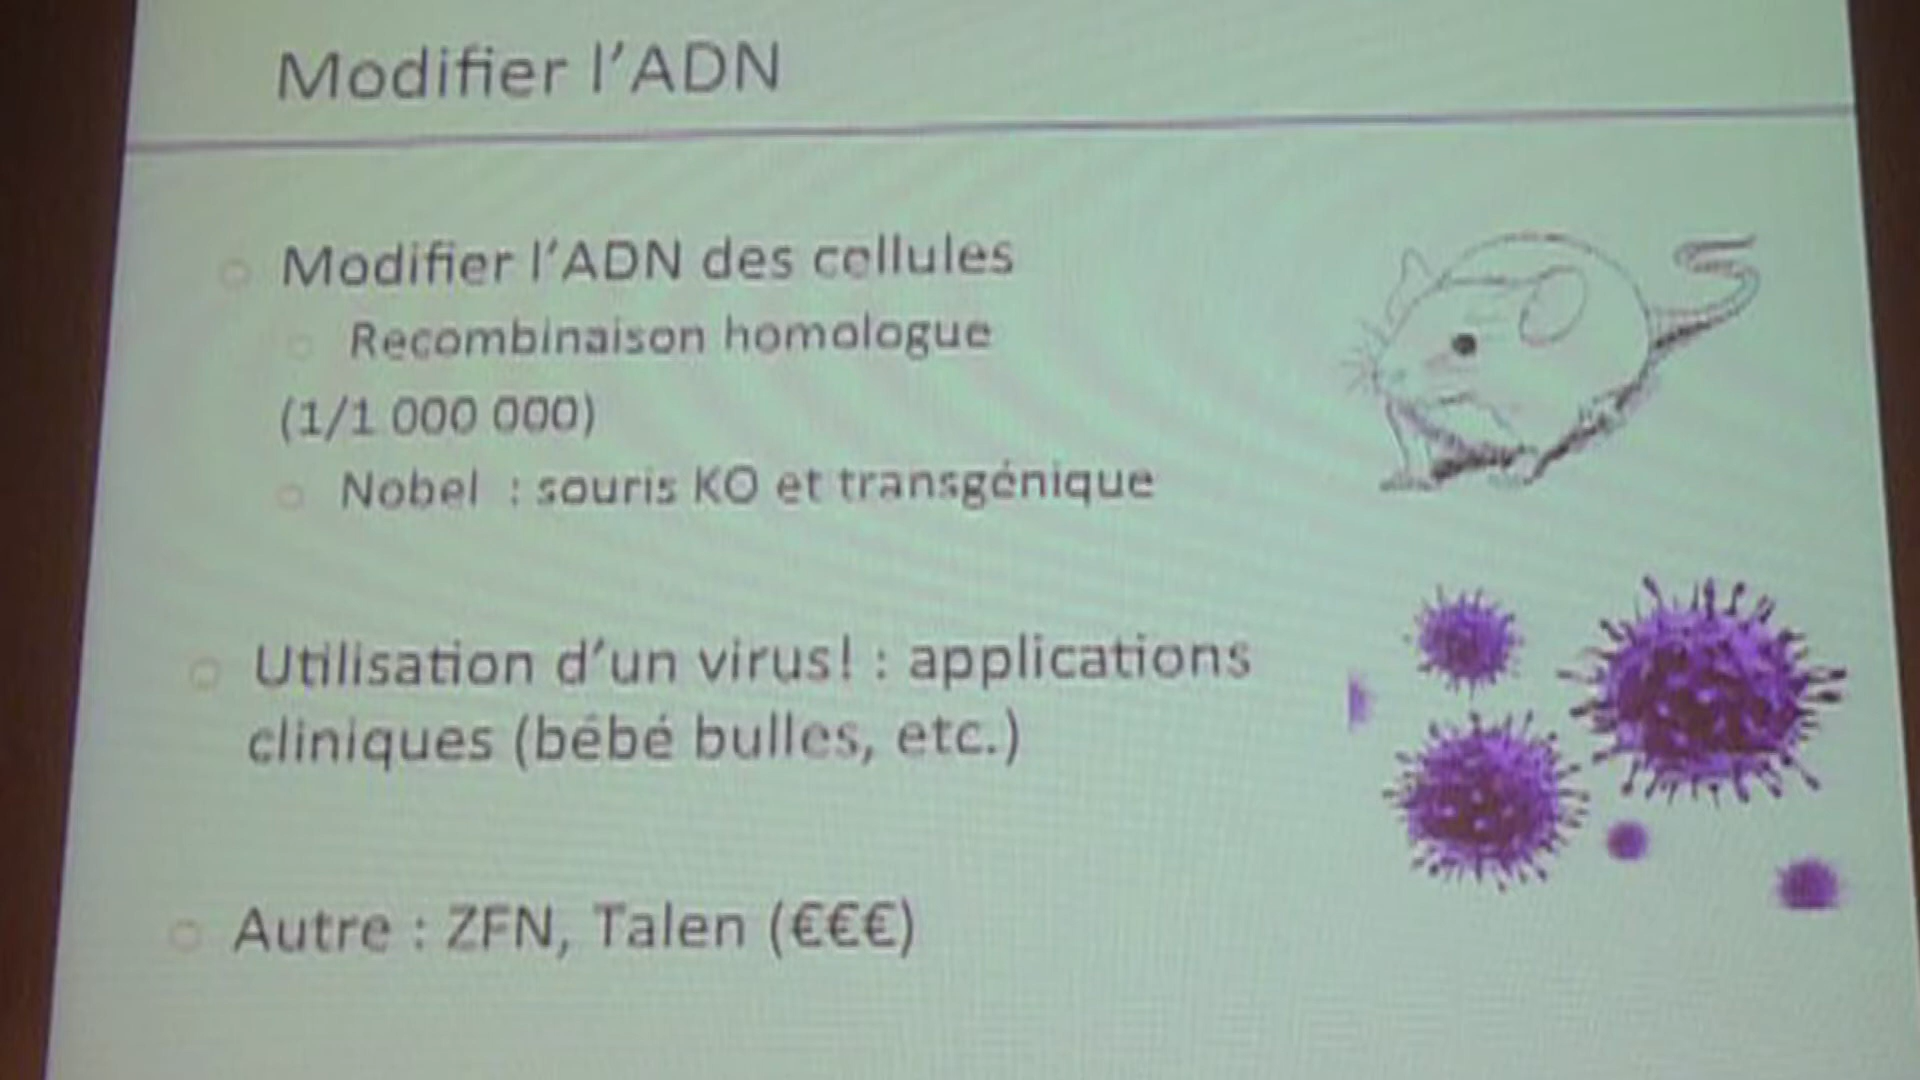 Modifier l'ADN
Modifier l'ADN des cellules
Recombinaison homologue
(1/1 000 000)
Nobel : souris KO et transgénique
Utilisation d'un virus! : applications
cliniques (bébé bulles, etc.)
Autre : ZFN, Talen (€€€)